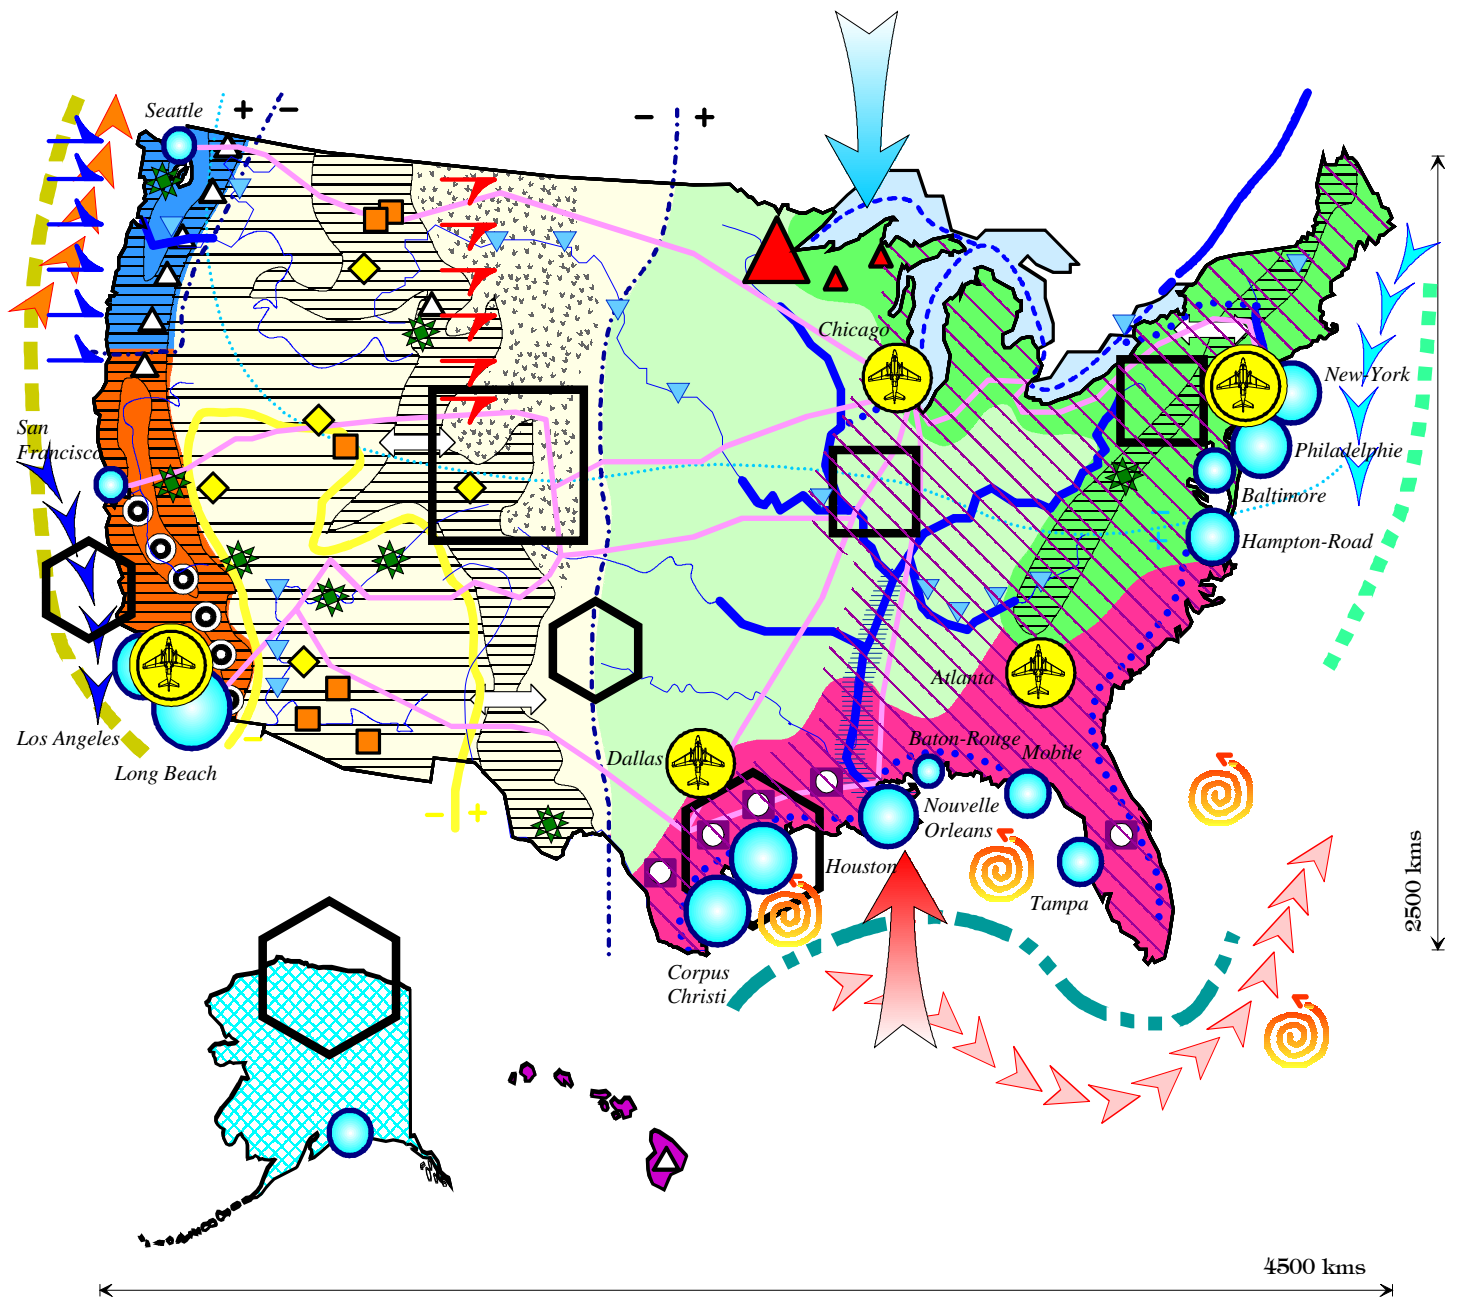 Seattle
+ -
- +
Chicago
New-York
San
Francisco
Philadelphie
Baltimore
Hampton-Road
Atlanta
Los Angeles
Long Beach
-
Dallas
Baton-Rouge
Mobile
- +
Nouvelle
Orleans
Houston
Tampa
Corpus
Christi
2500 kms
4500 kms